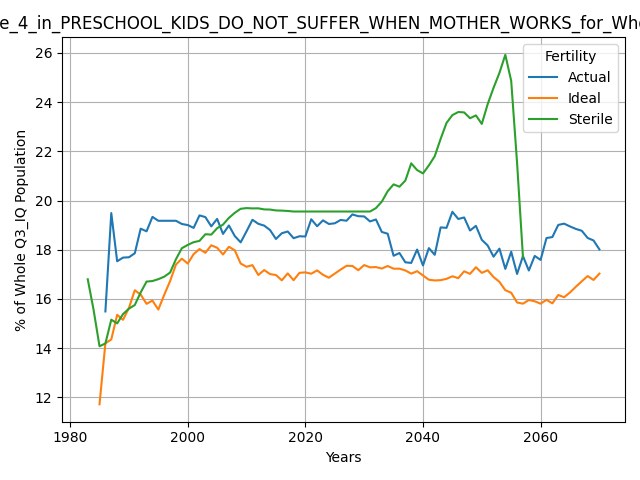 e_4_in_PRESCHOOL_KIDS_DO_NOT_SUFFER_WHEN_MOTHER_WORKS_for_Who
Fertility
Actual
Ideal
Sterile
% of Whole Q3_IQ Population
26
24
22
20
18
16
14
12
1980
2000
2020
2040
2060
Years